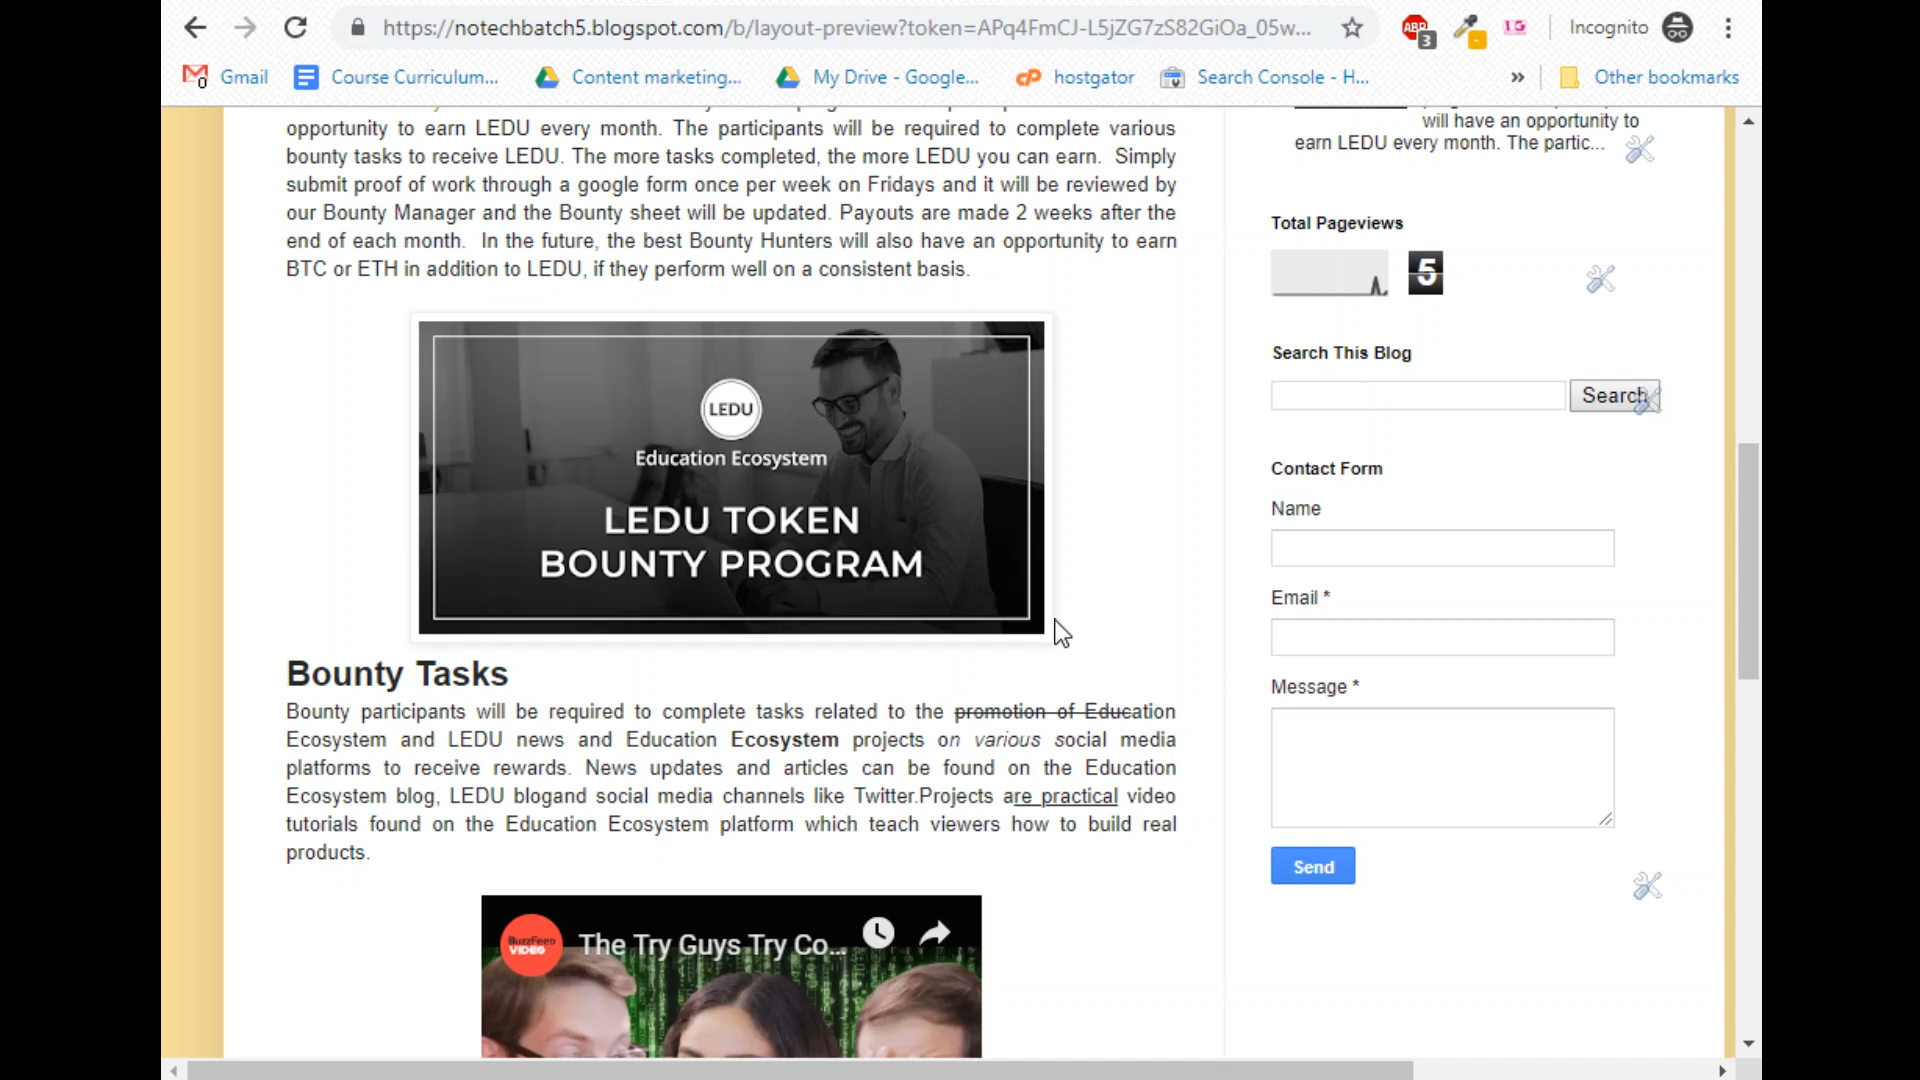 https://notechbatch5.blogspot.com/b/layout-preview?token=APq4FmCJ-L5jZG7zS82GiOa_05w...
ABP
3
LG
Incognito
0
Gmail
Course Curriculum...
Content marketing...
My Drive - Google...
cP
hostgator
Search Console - H...
»
Other bookmarks
opportunity to earn LEDU every month. The participants will be required to complete various
bounty tasks to receive LEDU. The more tasks completed, the more LEDU you can earn. Simply
submit proof of work through a google form once per week on Fridays and it will be reviewed by
our Bounty Manager and the Bounty sheet will be updated. Payouts are made 2 weeks after the
end of each month. In the future, the best Bounty Hunters will also have an opportunity to earn
BTC or ETH in addition to LEDU, if they perform well on a consistent basis.
LEDU
Education Ecosystem
LEDU TOKEN
BOUNTY PROGRAM
Bounty Tasks
Bounty participants will be required to complete tasks related to the promotion of Education
Ecosystem and LEDU news and Education Ecosystem projects on various social media
platforms to receive rewards. News updates and articles can be found on the Education
Ecosystem blog, LEDU blogand social media channels like Twitter.Projects are practical video
tutorials found on the Education Ecosystem platform which teach viewers how to build real
products.
BuzzFeed
VIDEO
The Try Guys Try Co...
will have an opportunity to
earn LEDU every month. The partic...
Total Pageviews
5
Search This Blog
Search
Contact Form
Name
Email *
Message *
Send